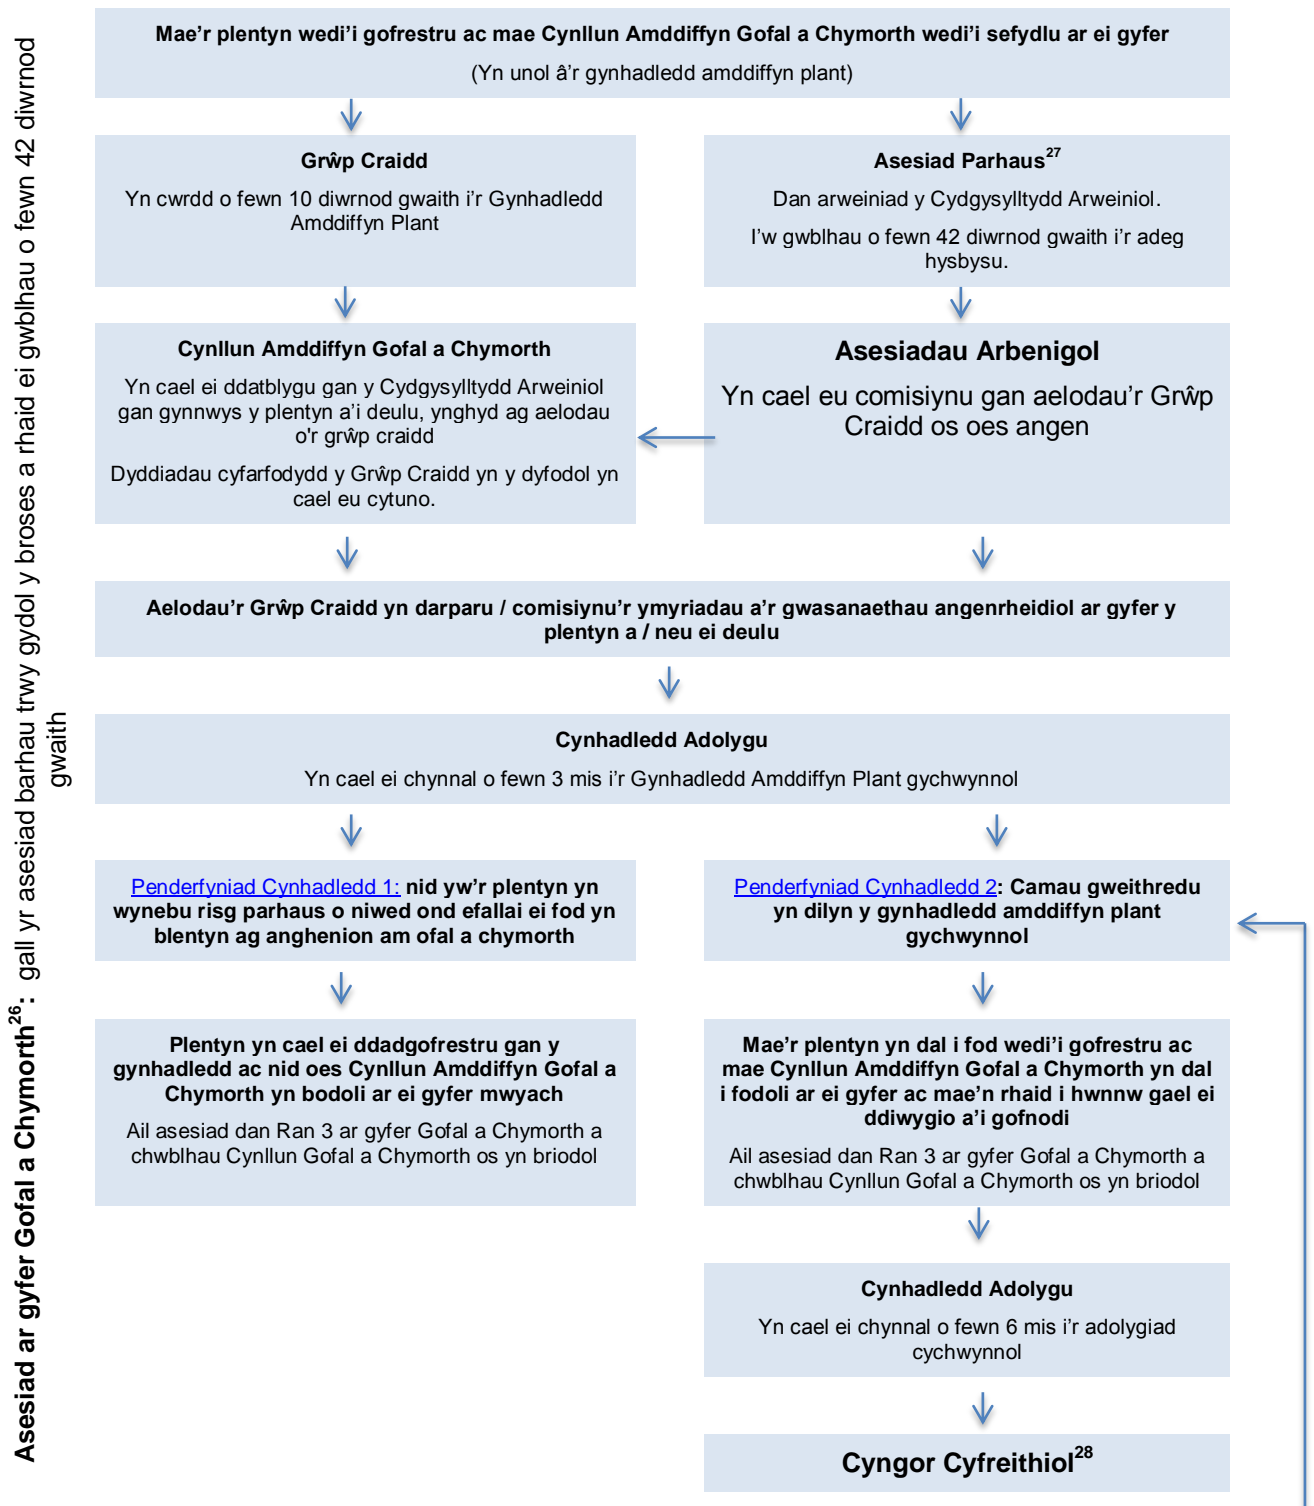 Asesiad ar gyfer Gofal a Chymorth26: gall yr asesiad barhau trwy gydol y broses a rhaid ei gwblhau o fewn 42 diwrnod
gwaith
Mae'r plentyn wedi'i gofrestru ac mae Cynllun Amddiffyn Gofal a Chymorth wedi'i sefydlu ar ei gyfer
(Yn unol â'r gynhadledd amddiffyn plant)
Grŵp Craidd
Yn cwrdd o fewn 10 diwrnod gwaith i'r Gynhadledd
Amddiffyn Plant
Asesiad Parhaus27
Dan arweiniad y Cydgysylltydd Arweiniol.
I'w gwblhau o fewn 42 diwrnod gwaith i'r adeg
hysbysu.
Cynllun Amddiffyn Gofal a Chymorth
Yn cael ei ddatblygu gan y Cydgysylltydd Arweiniol
gan gynnwys y plentyn a'i deulu, ynghyd ag aelodau
o'r grŵp craidd
Dyddiadau cyfarfodydd y Grŵp Craidd yn y dyfodol yn
cael eu cytuno.
Asesiadau Arbenigol
Yn cael eu comisiynu gan aelodau'r Grŵp
Craidd os oes angen
Aelodau'r Grŵp Craidd yn darparu / comisiynu'r ymyriadau a'r gwasanaethau angenrheidiol ar gyfer y
plentyn a / neu ei deulu
Cynhadledd Adolygu
Yn cael ei chynnal o fewn 3 mis i'r Gynhadledd Amddiffyn Plant gychwynnol
Penderfyniad Cynhadledd 1: nid yw'r plentyn yn
wynebu risg parhaus o niwed ond efallai ei fod yn
blentyn ag anghenion am ofal a chymorth
Penderfyniad Cynhadledd 2: Camau gweithredu
yn dilyn y gynhadledd amddiffyn plant
gychwynnol
Plentyn yn cael ei ddadgofrestru gan y
gynhadledd ac nid oes Cynllun Amddiffyn Gofal a
Chymorth yn bodoli ar ei gyfer mwyach
Ail asesiad dan Ran 3 ar gyfer Gofal a Chymorth a
chwblhau Cynllun Gofal a Chymorth os yn briodol
Mae'r plentyn yn dal i fod wedi'i gofrestru ac
mae Cynllun Amddiffyn Gofal a Chymorth yn dal
i fodoli ar ei gyfer ac mae'n rhaid i hwnnw gael ei
ddiwygio a'i gofnodi
Ail asesiad dan Ran 3 ar gyfer Gofal a Chymorth a
chwblhau Cynllun Gofal a Chymorth os yn briodol
Cynhadledd Adolygu
Yn cael ei chynnal o fewn 6 mis i'r adolygiad
cychwynnol
Cyngor Cyfreithiol28